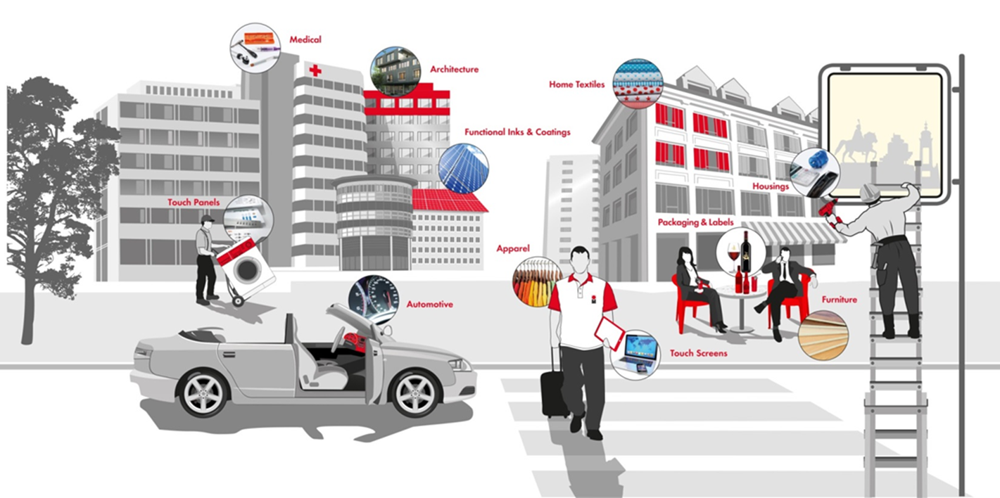 Medical
Architecture
Home Textiles
Functional Inks & Coatings
Touch Panels
Housings
Packaging & Labels
Apparel
Automotive
Furniture
Touch Screens